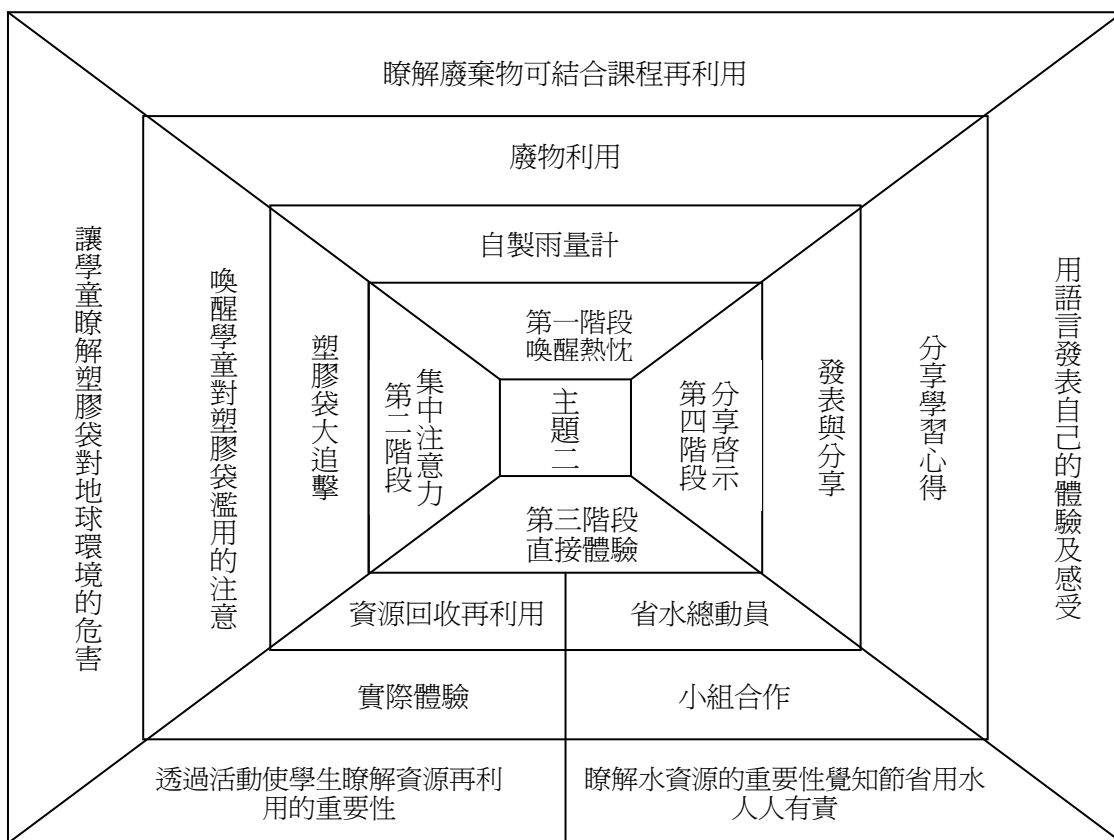 瞭解廢棄物可結合課程再利用
廢物利用
自製雨量計
第一階段
喚醒熱忱
主題二
讓學童瞭解塑膠袋對地球環境的危害
喚醒學童對塑膠袋濫用的注意
塑膠袋大追擊
第二階段
集中注意力
第四階段
分享啟示
發表與分享
分享學習心得
用語言發表自己的體驗及感受
第三階段
直接體驗
資源回收再利用
省水總動員
實際體驗
小組合作
透過活動使學生瞭解資源再利
用的重要性
瞭解水資源的重要性覺知節省用水
人人有責